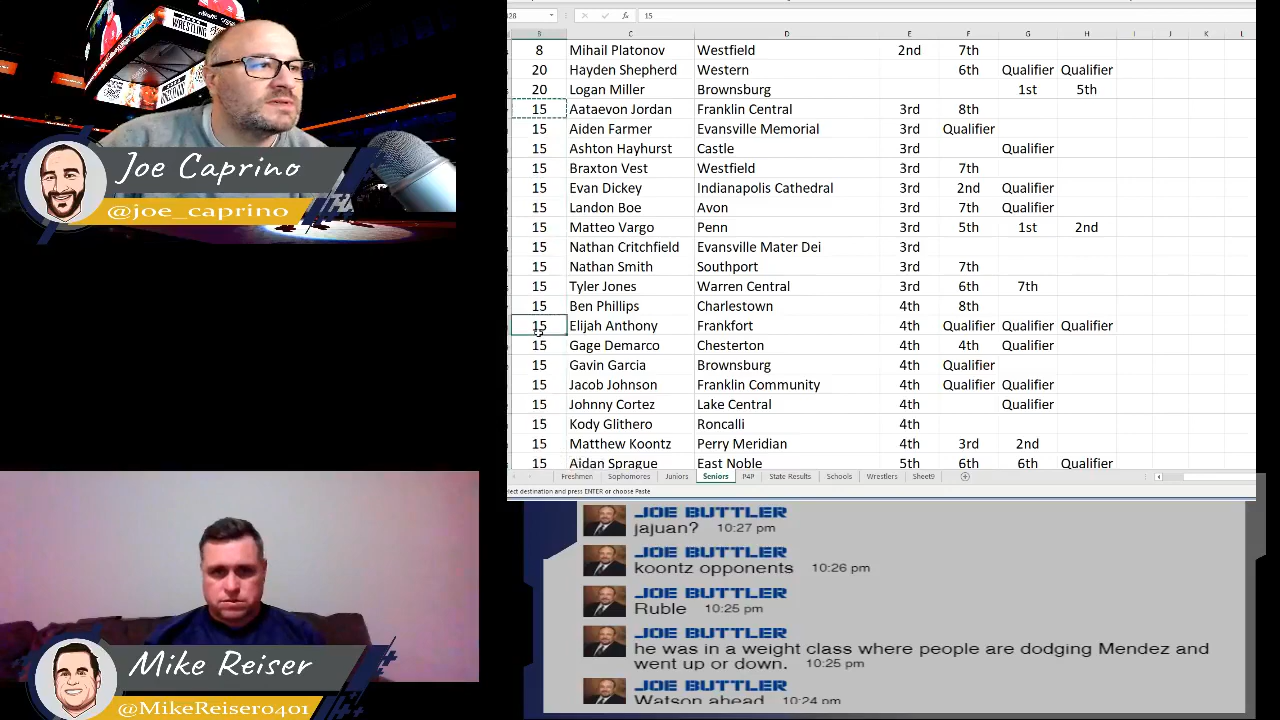 WRESTLING
Joe Caprino
@joe_caprino
15
B C D E F G H I J K L
8 Mihail Platonov Westfield 2nd 7th
20 Hayden Shepherd Western 6th Qualifier Qualifier
20 Logan Miller Brownsburg 1st 5th
15 Aataevon Jordan Franklin Central 3rd 8th
15 Aiden Farmer Evansville Memorial 3rd Qualifier
15 Ashton Hayhurst Castle 3rd Qualifier
15 Braxton Vest Westfield 3rd 7th
15 Evan Dickey Indianapolis Cathedral 3rd 2nd Qualifier
15 Landon Boe Avon 3rd 7th Qualifier
15 Matteo Vargo Penn 3rd 5th 1st 2nd
15 Nathan Critchfield Evansville Mater Dei 3rd
15 Nathan Smith Southport 3rd 7th
15 Tyler Jones Warren Central 3rd 6th 7th
15 Ben Phillips Charlestown 4th 8th
15 Elijah Anthony Frankfort 4th Qualifier Qualifier Qualifier
15 Gage Demarco Chesterton 4th 4th Qualifier
15 Gavin Garcia Brownsburg 4th Qualifier
15 Jacob Johnson Franklin Community 4th Qualifier Qualifier
15 Johnny Cortez Lake Central 4th Qualifier
15 Kody Glithero Roncalli 4th
15 Matthew Koontz Perry Meridian 4th 3rd 2nd
15 Aidan Sprague East Noble 5th 6th 6th Qualifier
Freshmen Sophomores Juniors Seniors P4P State Results Schools Wrestlers Sheet9
destination and press ENTER or choose Paste
JOE BUTTLER
jajuan? 10:27 pm
JOE BUTTLER
koontz opponents 10:26 pm
JOE BUTTLER
Ruble 10:25 pm
JOE BUTTLER
he was in a weight class where people are dodging Mendez and
went up or down. 10:25 pm
JOE BUTTLER
Watson ahead 10:24 pm
Mike Reiser
@MikeReiser0401